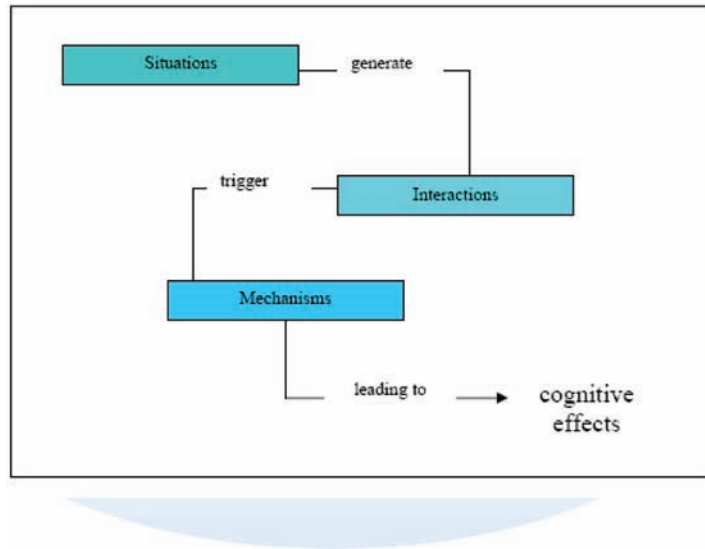 Situations
generate
trigger
Interactions
Mechanisms
leading to
cognitive
effects